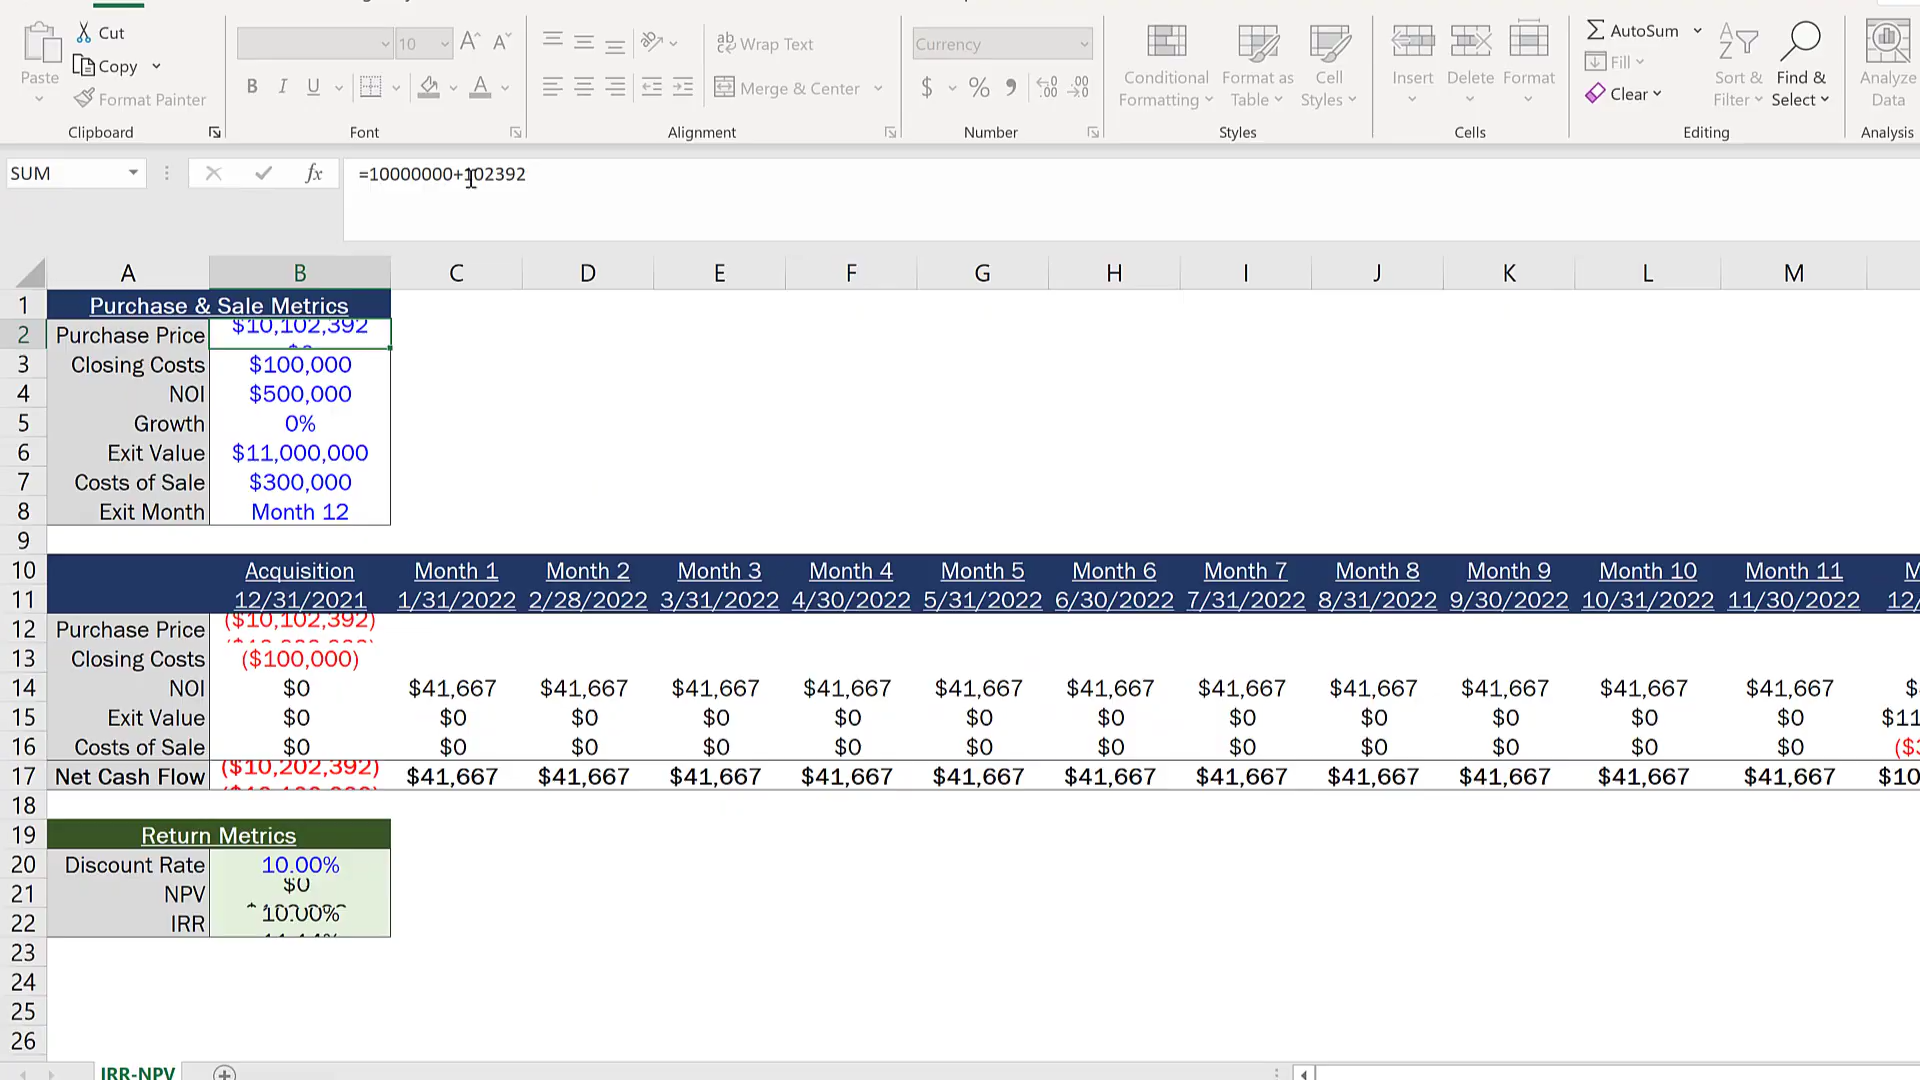 Cut
Copy
Paste
Format Painter
Clipboard
10
A A
B I U A
Font
ab Wrap Text
Merge & Center
Alignment
Currency
$ %
Number
Conditional Formatting
Format as Table
Cell Styles
Styles
Insert
Delete
Format
Cells
AutoSum
Fill
Clear
Sort & Filter
Find & Select
Editing
Analyze Data
Analysis
SUM fx =10000000+102392
A B C D E F G H I J K L M
1 Purchase & Sale Metrics
2 Purchase Price $10,102,392
3 Closing Costs $100,000
4 NOI $500,000
5 Growth 0%
6 Exit Value $11,000,000
7 Costs of Sale $300,000
8 Exit Month Month 12
9
10 Acquisition Month 1 Month 2 Month 3 Month 4 Month 5 Month 6 Month 7 Month 8 Month 9 Month 10 Month 11
11 12/31/2021 1/31/2022 2/28/2022 3/31/2022 4/30/2022 5/31/2022 6/30/2022 7/31/2022 8/31/2022 9/30/2022 10/31/2022 11/30/2022 12/
12 Purchase Price ($10,102,392)
13 Closing Costs ($100,000)
14 NOI $0 $41,667 $41,667 $41,667 $41,667 $41,667 $41,667 $41,667 $41,667 $41,667 $41,667 $41,667
15 Exit Value $0 $0 $0 $0 $0 $0 $0 $0 $0 $0 $0 $0 $11
16 Costs of Sale $0 $0 $0 $0 $0 $0 $0 $0 $0 $0 $0 $0
17 Net Cash Flow ($10,202,392) $41,667 $41,667 $41,667 $41,667 $41,667 $41,667 $41,667 $41,667 $41,667 $41,667 $41,667 $10
18
19 Return Metrics
20 Discount Rate 10.00%
21 NPV $0
22 IRR 10.00%
23
24
25
26
IRR-NPV